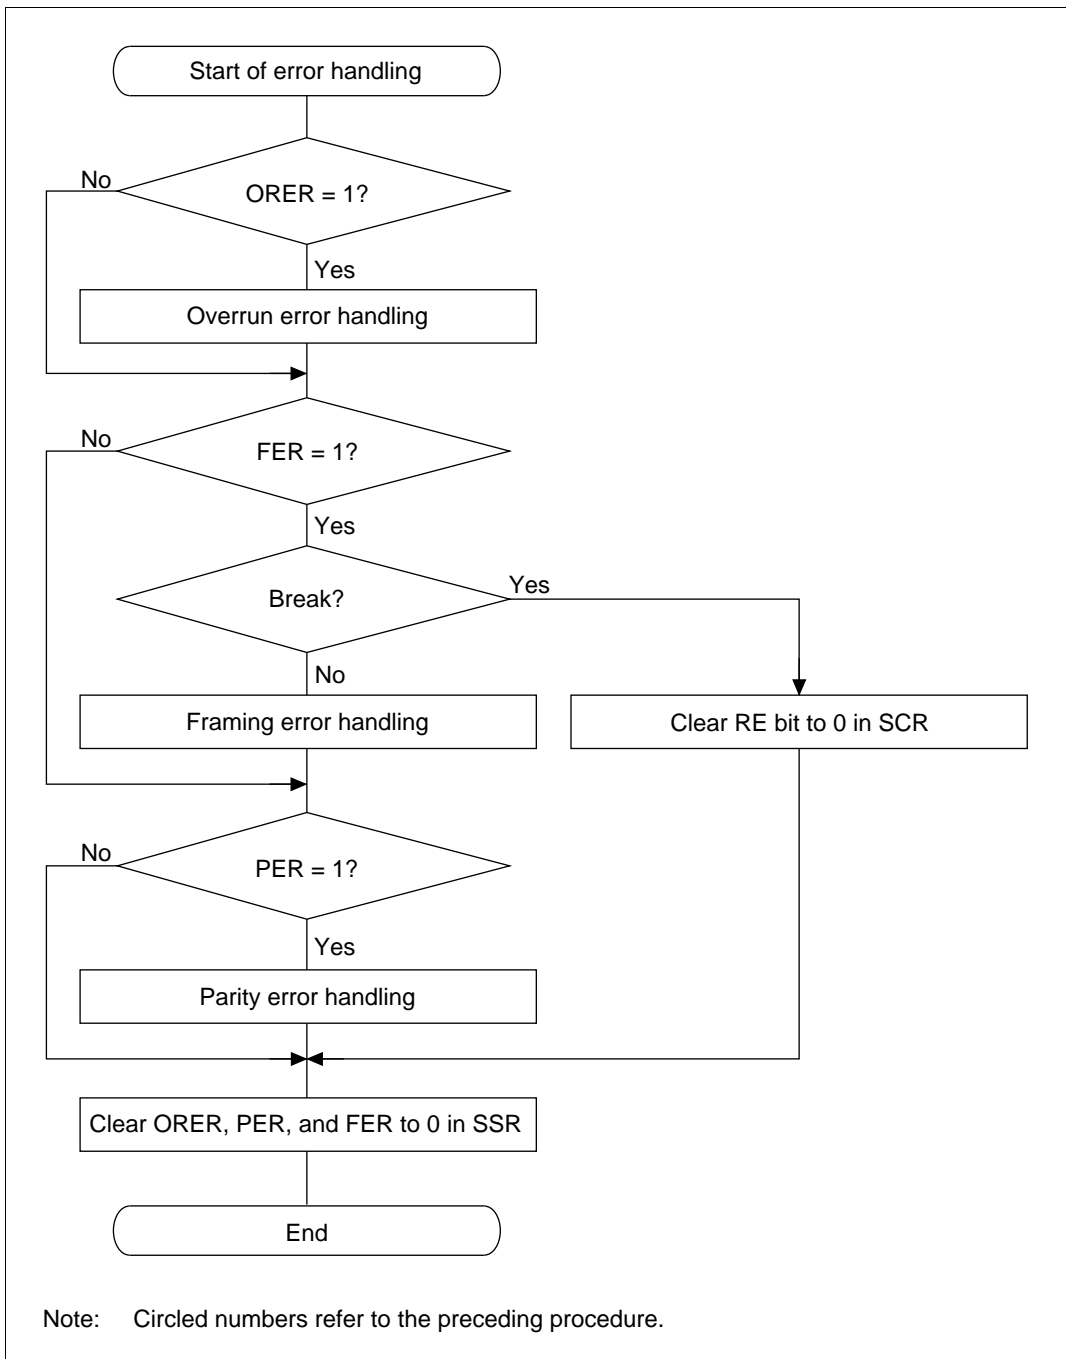 Start of error handling
No
ORER = 1?
Yes
Overrun error handling
No
FER = 1?
Yes
Break?
Yes
No
Framing error handling
Clear RE bit to 0 in SCR
No
PER = 1?
Yes
Parity error handling
Clear ORER, PER, and FER to 0 in SSR
End
Note: Circled numbers refer to the preceding procedure.